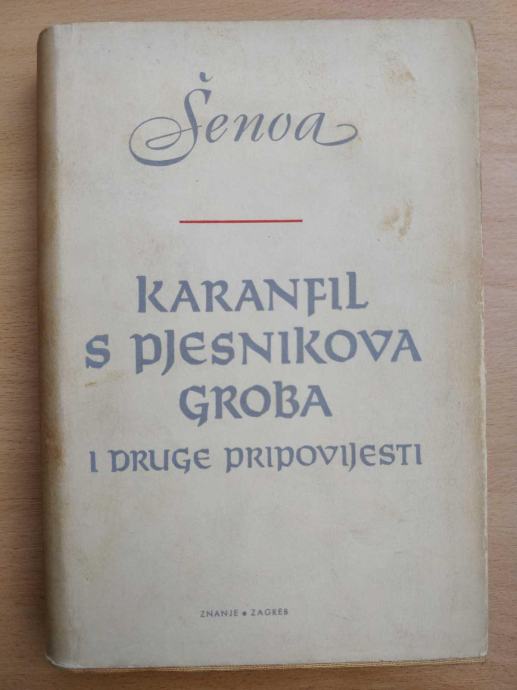 Šenoa
KARANFIL
S PJESNIKOVA
GROBA
I DRUGE PRIPOVIJESTI
ZNANJE • ZAGREB